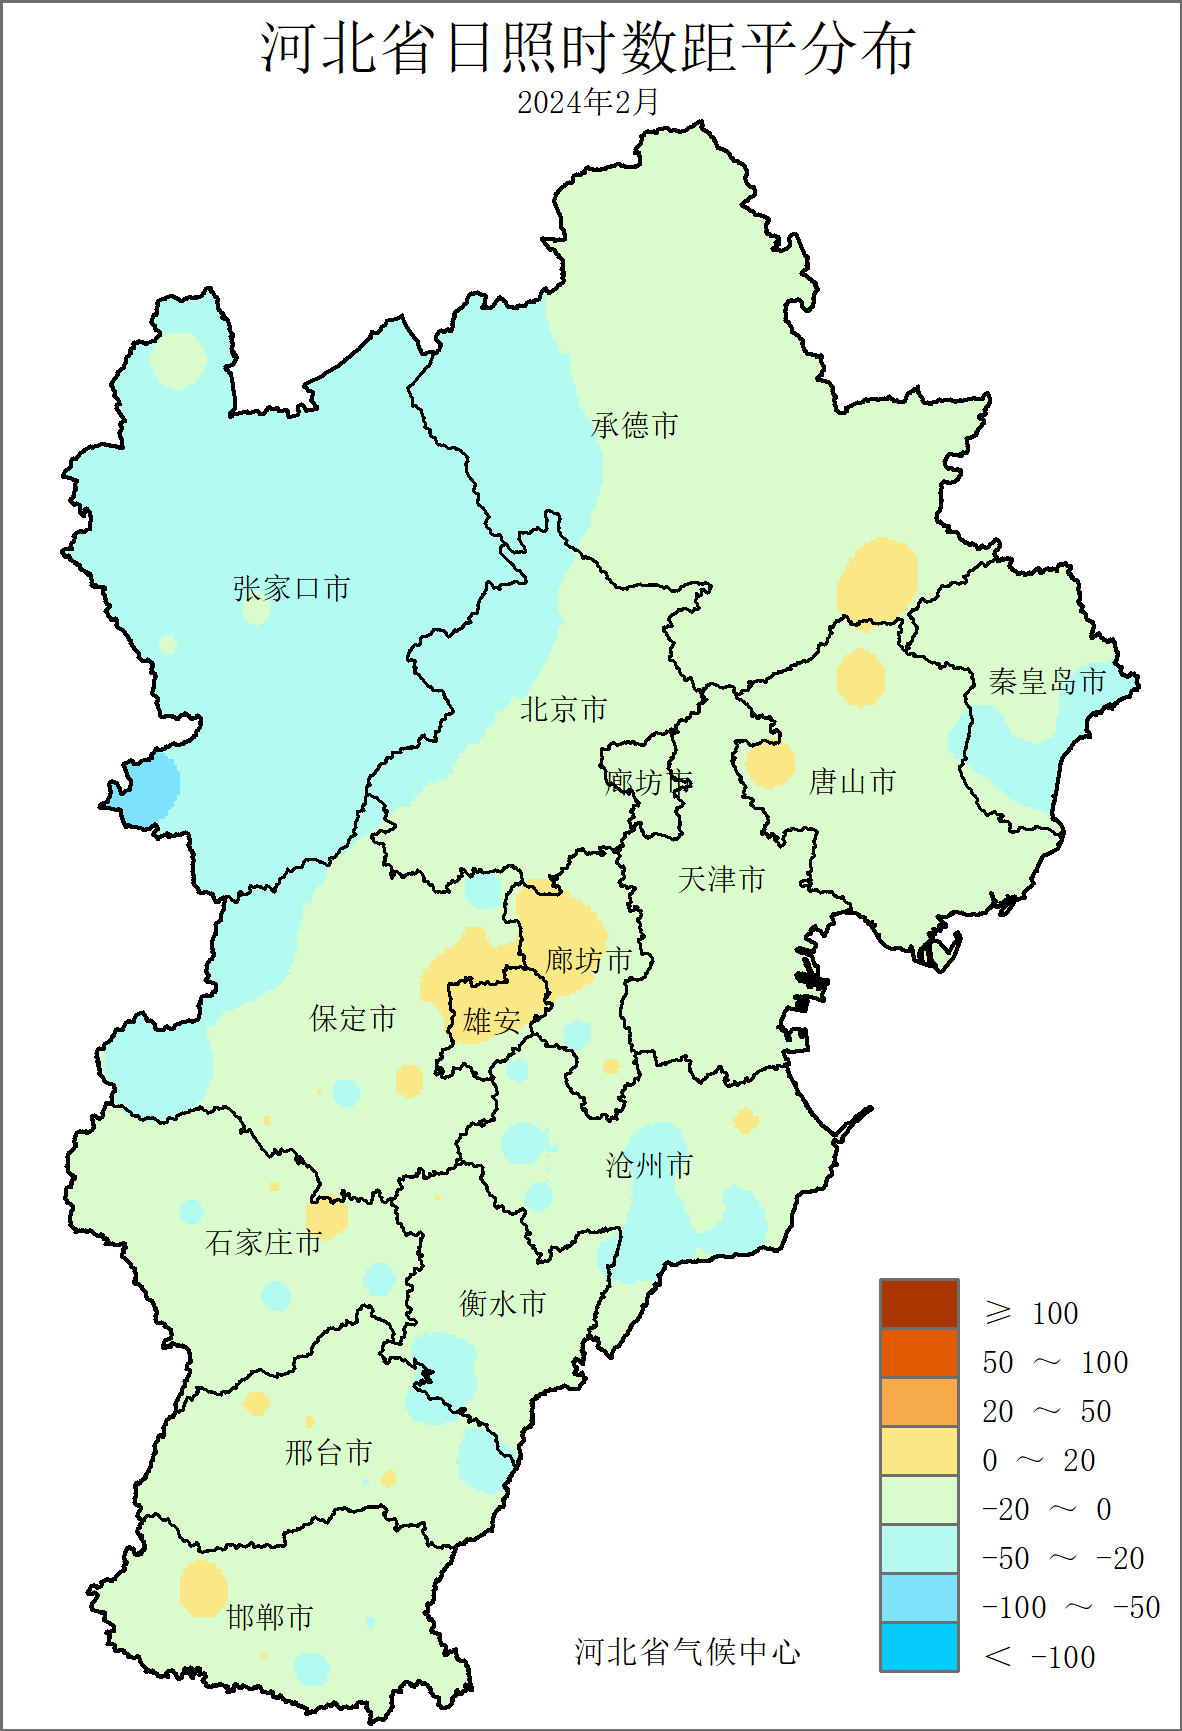 河北省日照时数距平分布
2024年2月
承德市
张家口市
秦皇岛市
北京市
廊坊市
唐山市
天津市
廊坊市
保定市
雄安
沧州市
石家庄市
衡水市
邢台市
邯郸市
≥ 100
50 ~ 100
20 ~ 50
0 ~ 20
-20 ~ 0
-50 ~ -20
-100 ~ -50
< -100
河北省气候中心